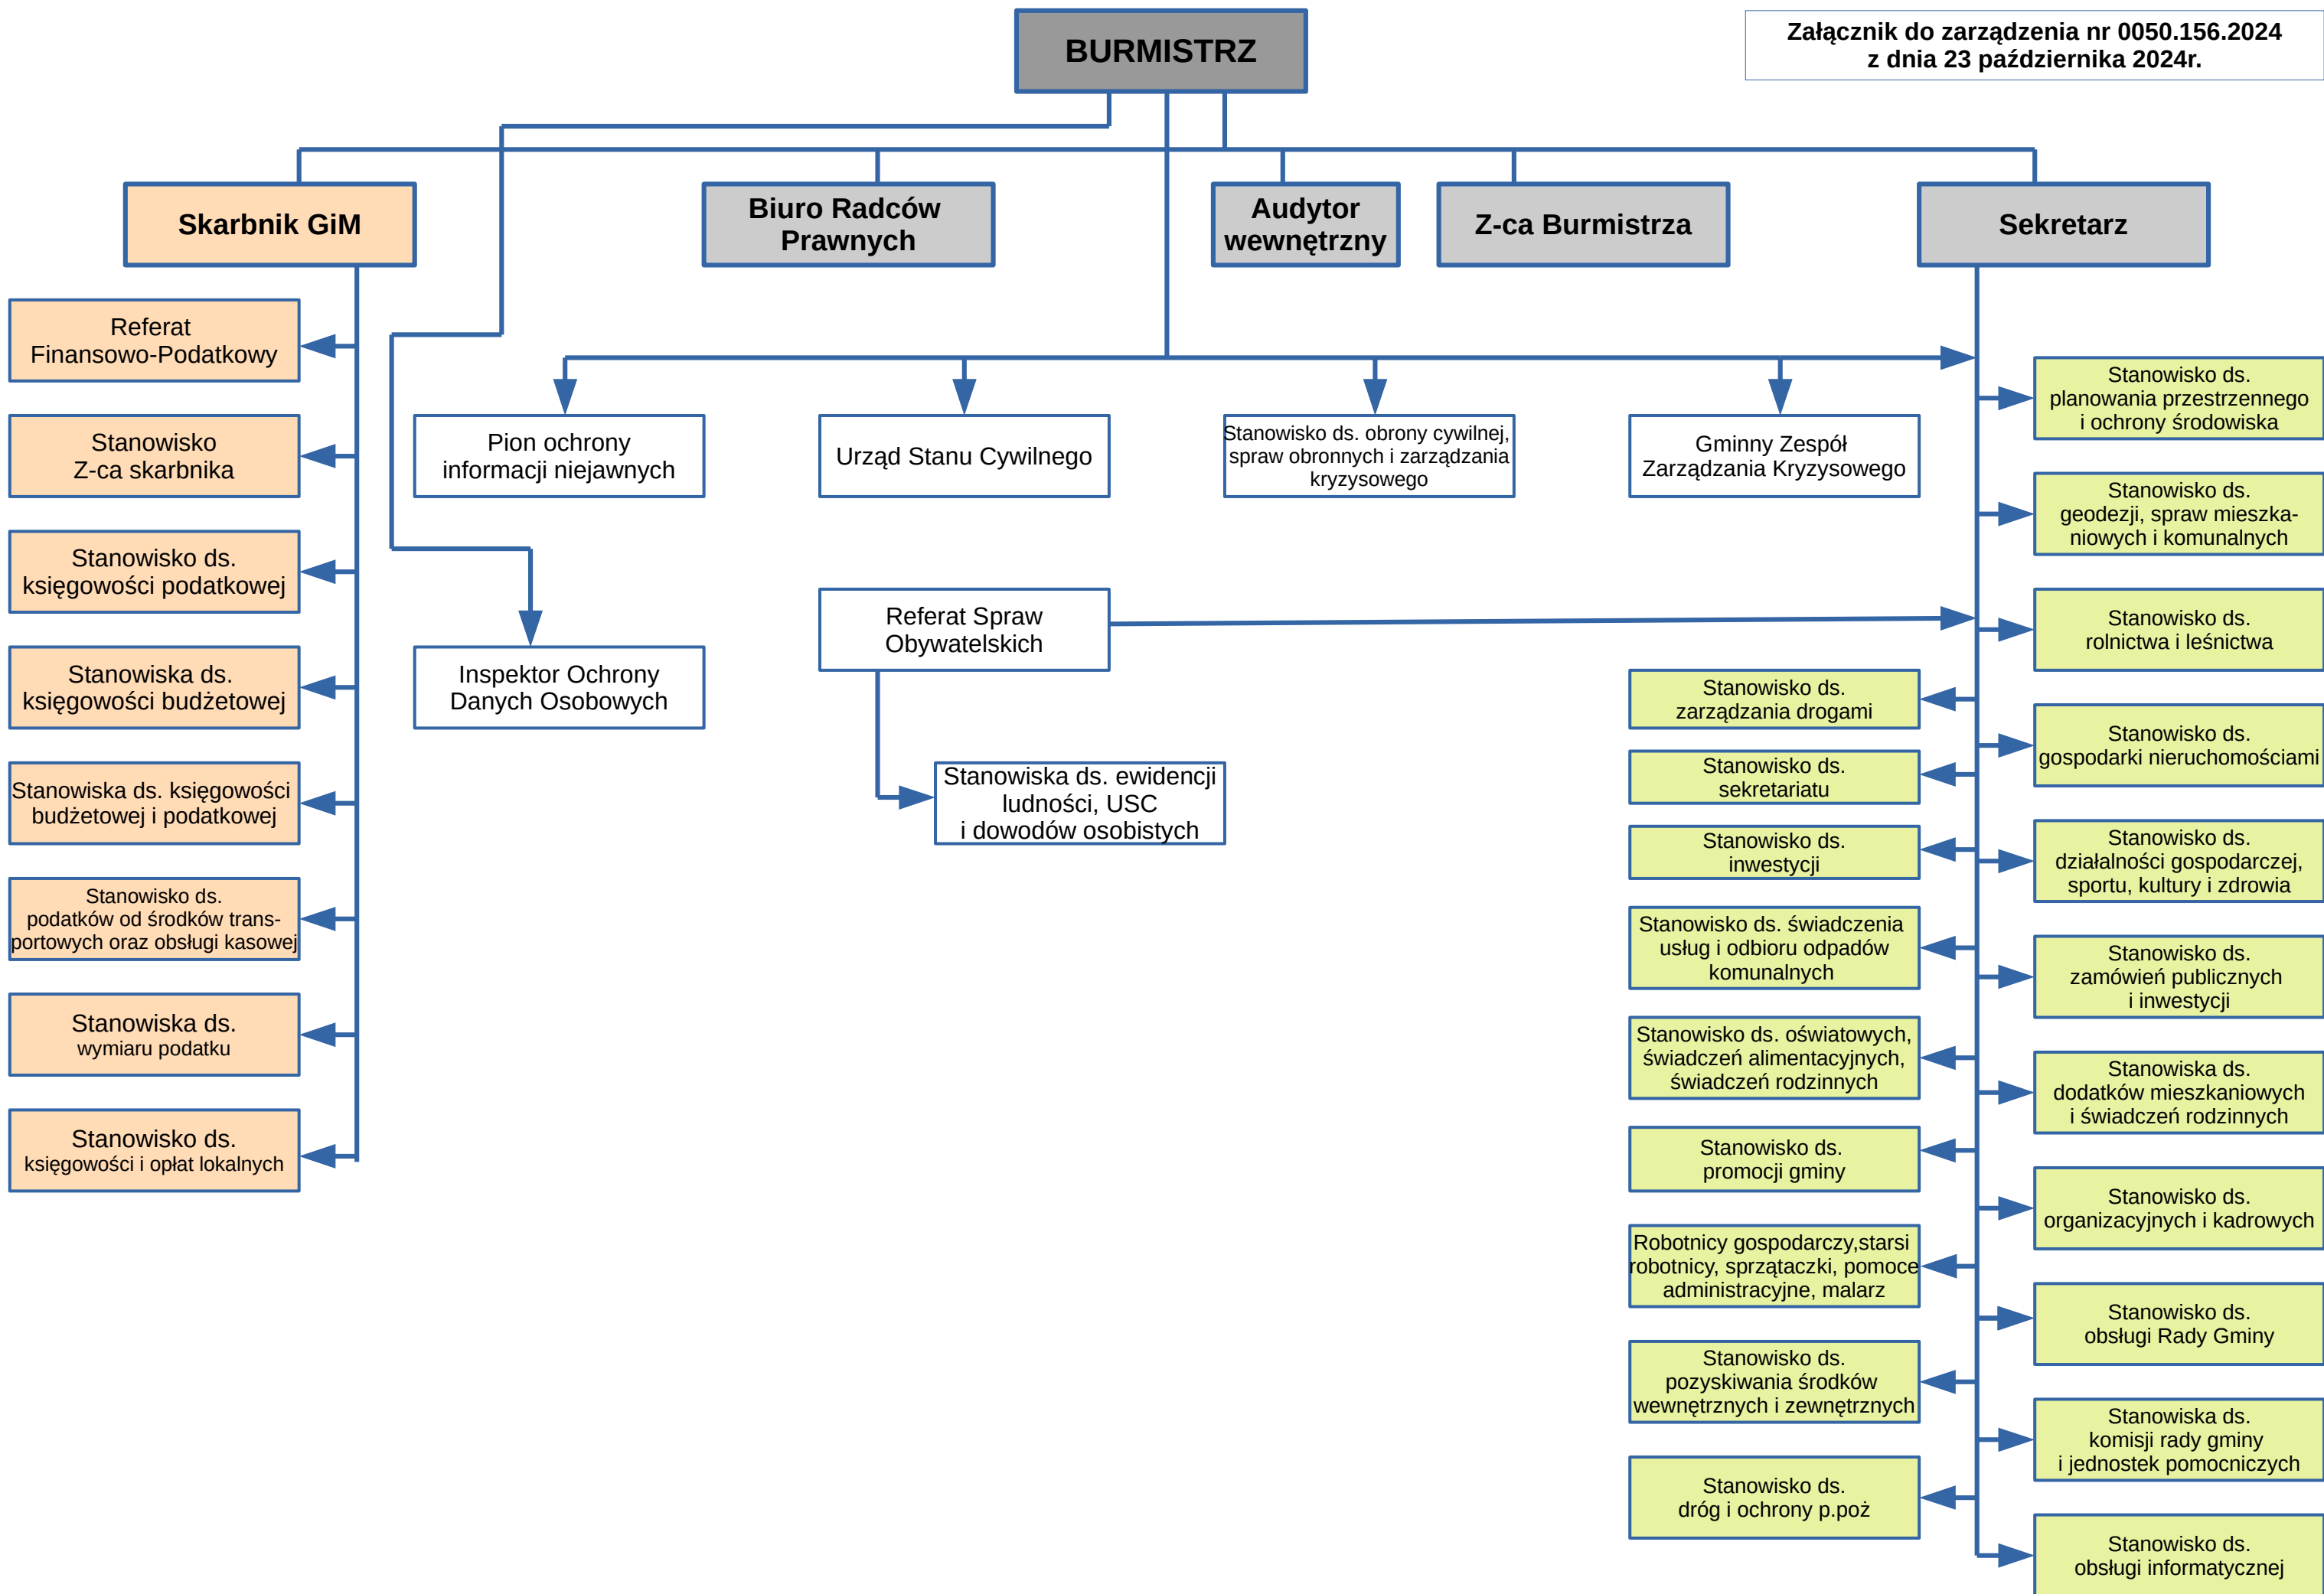 BURMISTRZ
Załącznik do zarządzenia nr 0050.156.2024
z dnia 23 października 2024r.
Skarbnik GiM
Biuro Radców
Prawnych
Audytor
wewnętrzny
Z-ca Burmistrza
Sekretarz
Referat
Finansowo-Podatkowy
Stanowisko
Z-ca skarbnika
Stanowisko ds.
księgowości podatkowej
Stanowiska ds.
księgowości budżetowej
Stanowiska ds. księgowości
budżetowej i podatkowej
Stanowisko ds.
podatków od środków trans-
portowych oraz obsługi kasowej
Stanowiska ds.
wymiaru podatku
Stanowisko ds.
księgowości i opłat lokalnych
Pion ochrony
informacji niejawnych
Urząd Stanu Cywilnego
Stanowisko ds. obrony cywilnej,
spraw obronnych i zarządzania
kryzysowego
Gminny Zespół
Zarządzania Kryzysowego
Inspektor Ochrony
Danych Osobowych
Referat Spraw
Obywatelskich
Stanowiska ds. ewidencji
ludności, USC
i dowodów osobistych
Stanowisko ds.
zarządzania drogami
Stanowisko ds.
sekretariatu
Stanowisko ds.
inwestycji
Stanowisko ds. świadczenia
usług i odbioru odpadów
komunalnych
Stanowisko ds. oświatowych,
świadczeń alimentacyjnych,
świadczeń rodzinnych
Stanowisko ds.
promocji gminy
Robotnicy gospodarczy,starsi
robotnicy, sprzątaczki, pomoce
administracyjne, malarz
Stanowisko ds.
pozyskiwania środków
wewnętrznych i zewnętrznych
Stanowisko ds.
dróg i ochrony p.poż
Stanowisko ds.
planowania przestrzennego
i ochrony środowiska
Stanowisko ds.
geodezji, spraw mieszka-
niowych i komunalnych
Stanowisko ds.
rolnictwa i leśnictwa
Stanowisko ds.
gospodarki nieruchomościami
Stanowisko ds.
działalności gospodarczej,
sportu, kultury i zdrowia
Stanowisko ds.
zamówień publicznych
i inwestycji
Stanowiska ds.
dodatków mieszkaniowych
i świadczeń rodzinnych
Stanowisko ds.
organizacyjnych i kadrowych
Stanowisko ds.
obsługi Rady Gminy
Stanowiska ds.
komisji rady gminy
i jednostek pomocniczych
Stanowisko ds.
obsługi informatycznej